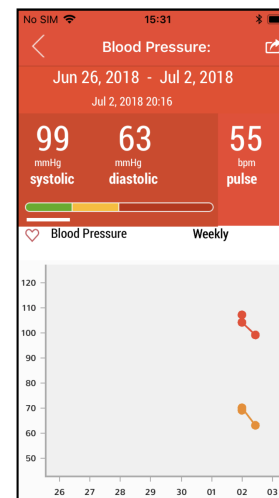 No SIM 15:31
Blood Pressure:
Jun 26, 2018 - Jul 2, 2018
Jul 2, 2018 20:16
99 63 55
mmHg mmHg bpm
systolic diastolic pulse
Blood Pressure Weekly
120
110
100
90
80
70
60
50
26 27 28 29 30 01 02 03